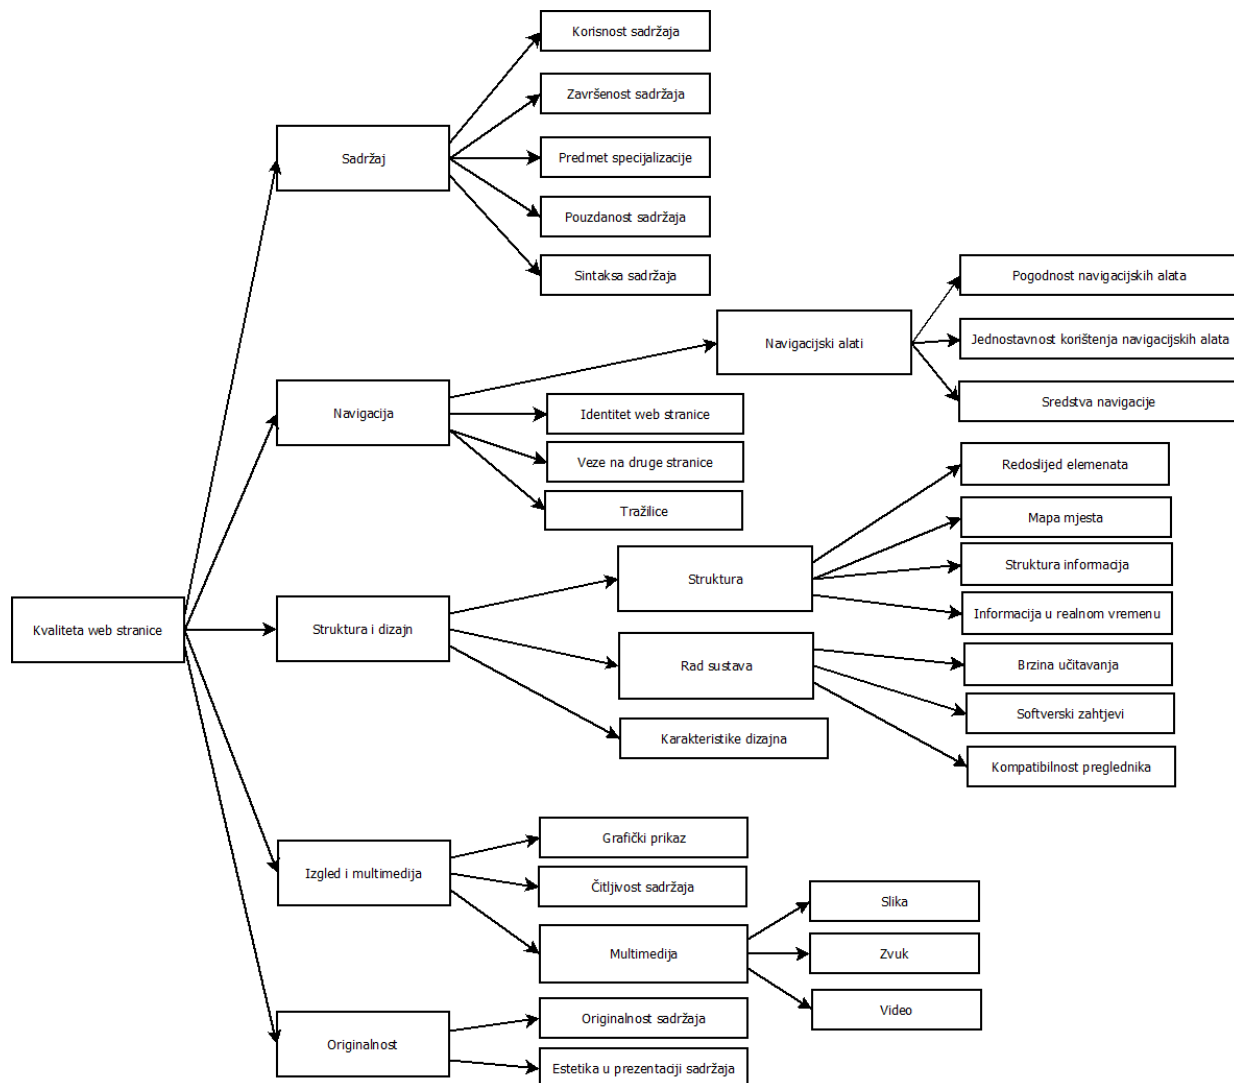 Korisnost sadržaja
Završenost sadržaja
Sadržaj
Predmet specijalizacije
Pouzdanost sadržaja
Sintaksa sadržaja
Pogodnost navigacijskih alata
Navigacijski alati
Jednostavnost korištenja navigacijskih alata
Sredstva navigacije
Navigacija
Identitet web stranice
Veze na druge stranice
Tražilice
Redoslijed elemenata
Mapa mjesta
Struktura
Struktura informacija
Informacija u realnom vremenu
Kvaliteta web stranice
Struktura i dizajn
Rad sustava
Brzina učitavanja
Softverski zahtjevi
Karakteristike dizajna
Kompatibilnost preglednika
Grafički prikaz
Izgled i multimedija
Čitljivost sadržaja
Slika
Multimedija
Zvuk
Video
Originalnost sadržaja
Originalnost
Estetika u prezentaciji sadržaja